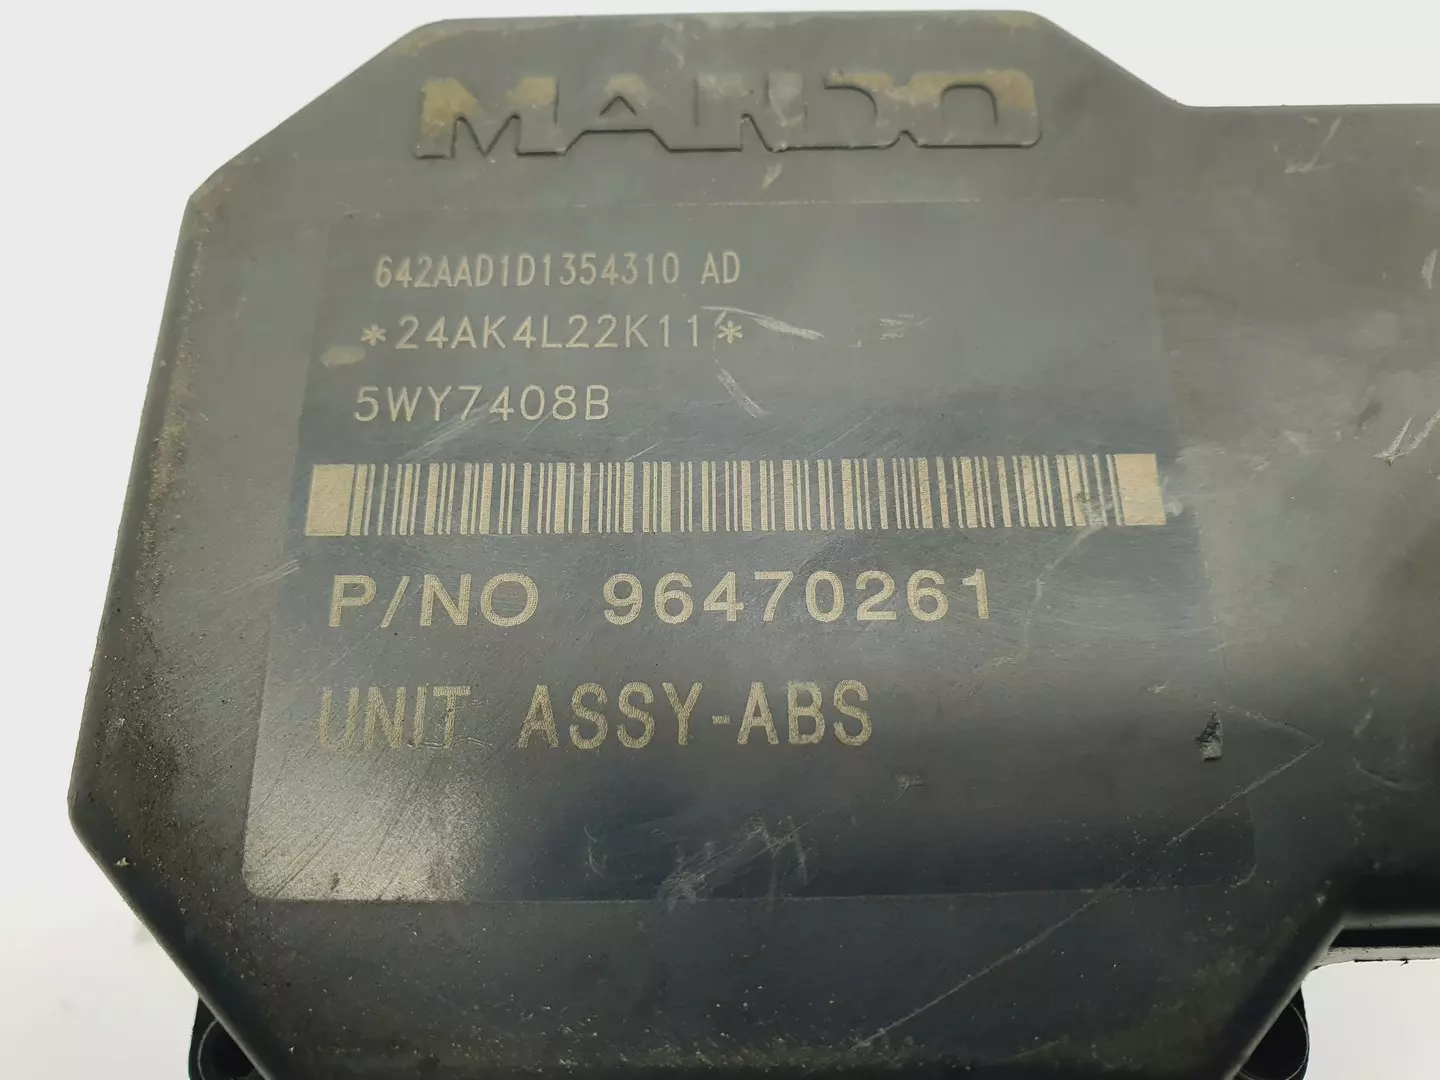 MANDO
642AAD1D1354310 AD
*24AK4L22K11*
5WY7408B
P/NO 96470261
UNIT ASSY-ABS